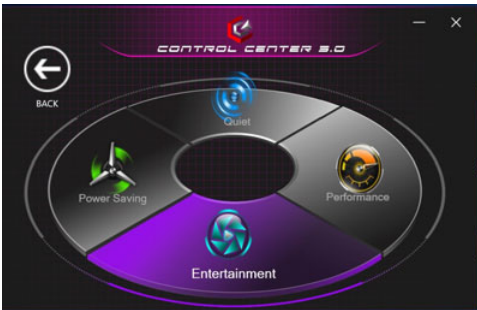 CONTROL CENTER 3.0
BACK
Quiet
Power Saving
Performance
Entertainment